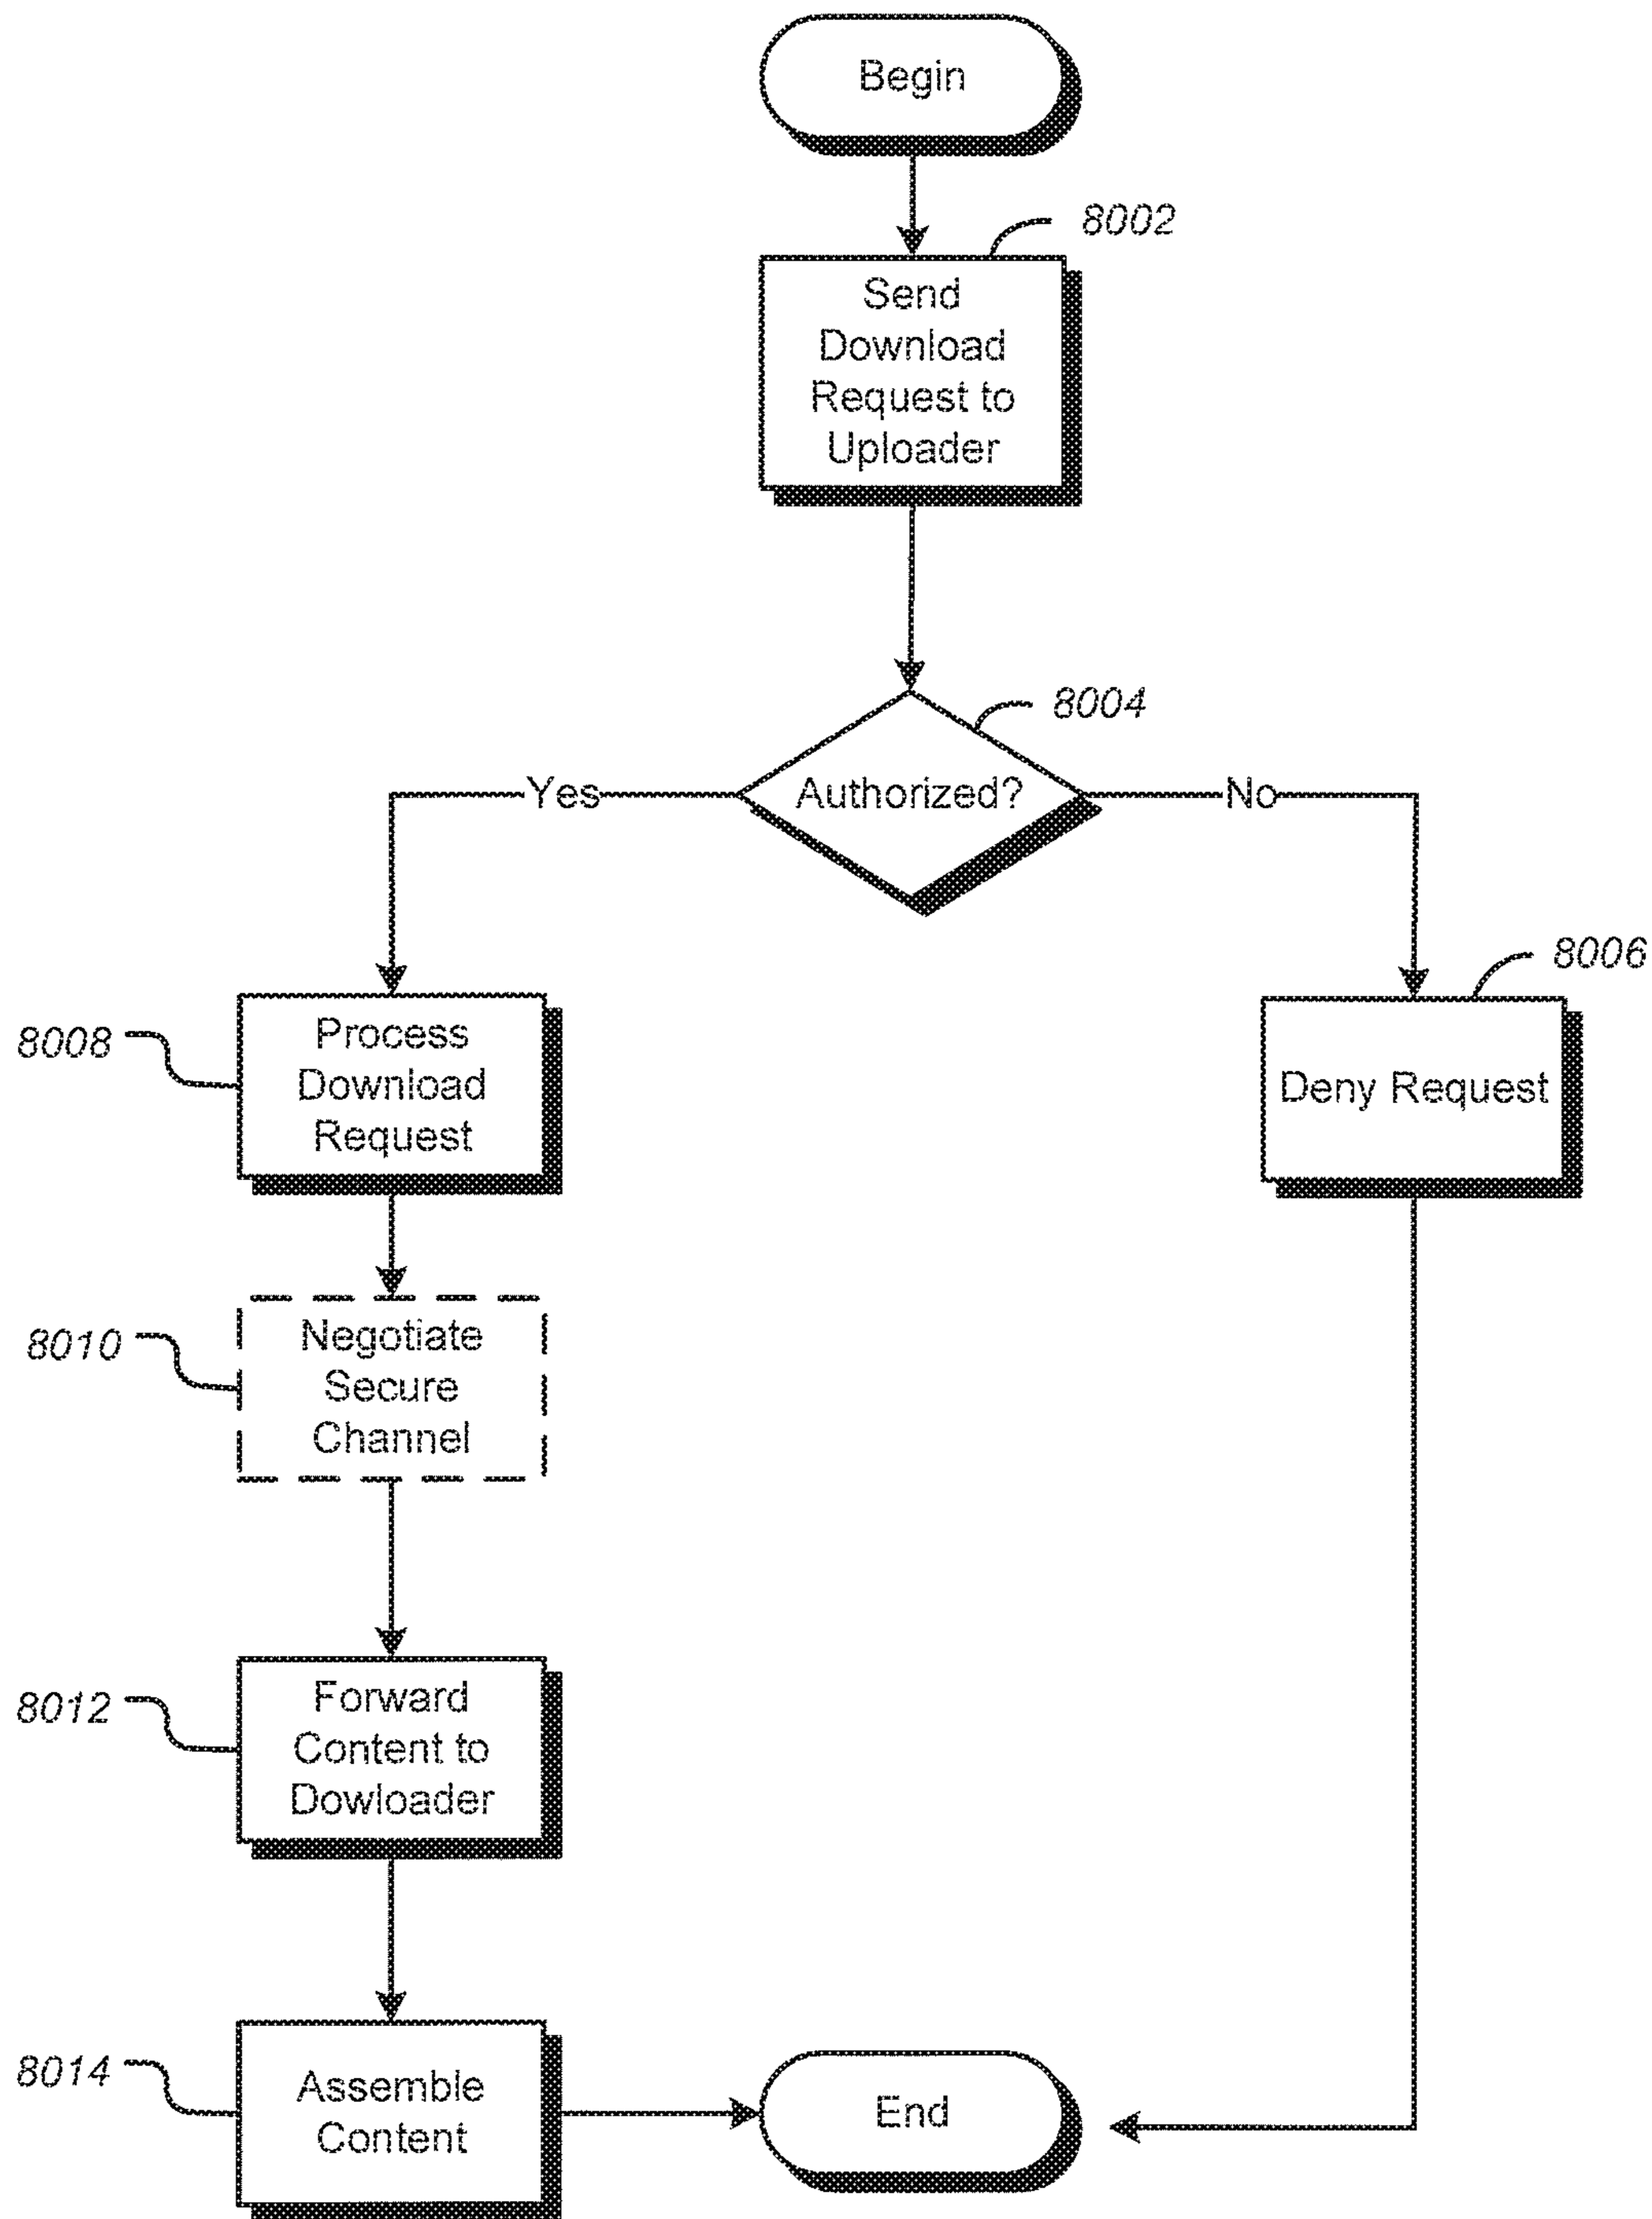 Begin
8002
Send
Download
Request to
Uploader
8004
Authorized?
Yes
No
8006
Deny Request
8008
Process
Download
Request
8010
Negotiate
Secure
Channel
8012
Forward
Content to
Dowloader
8014
Assemble
Content
End